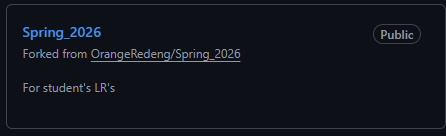 Spring_2026
Public
Forked from OrangeRedeng/Spring_2026
For student's LR's